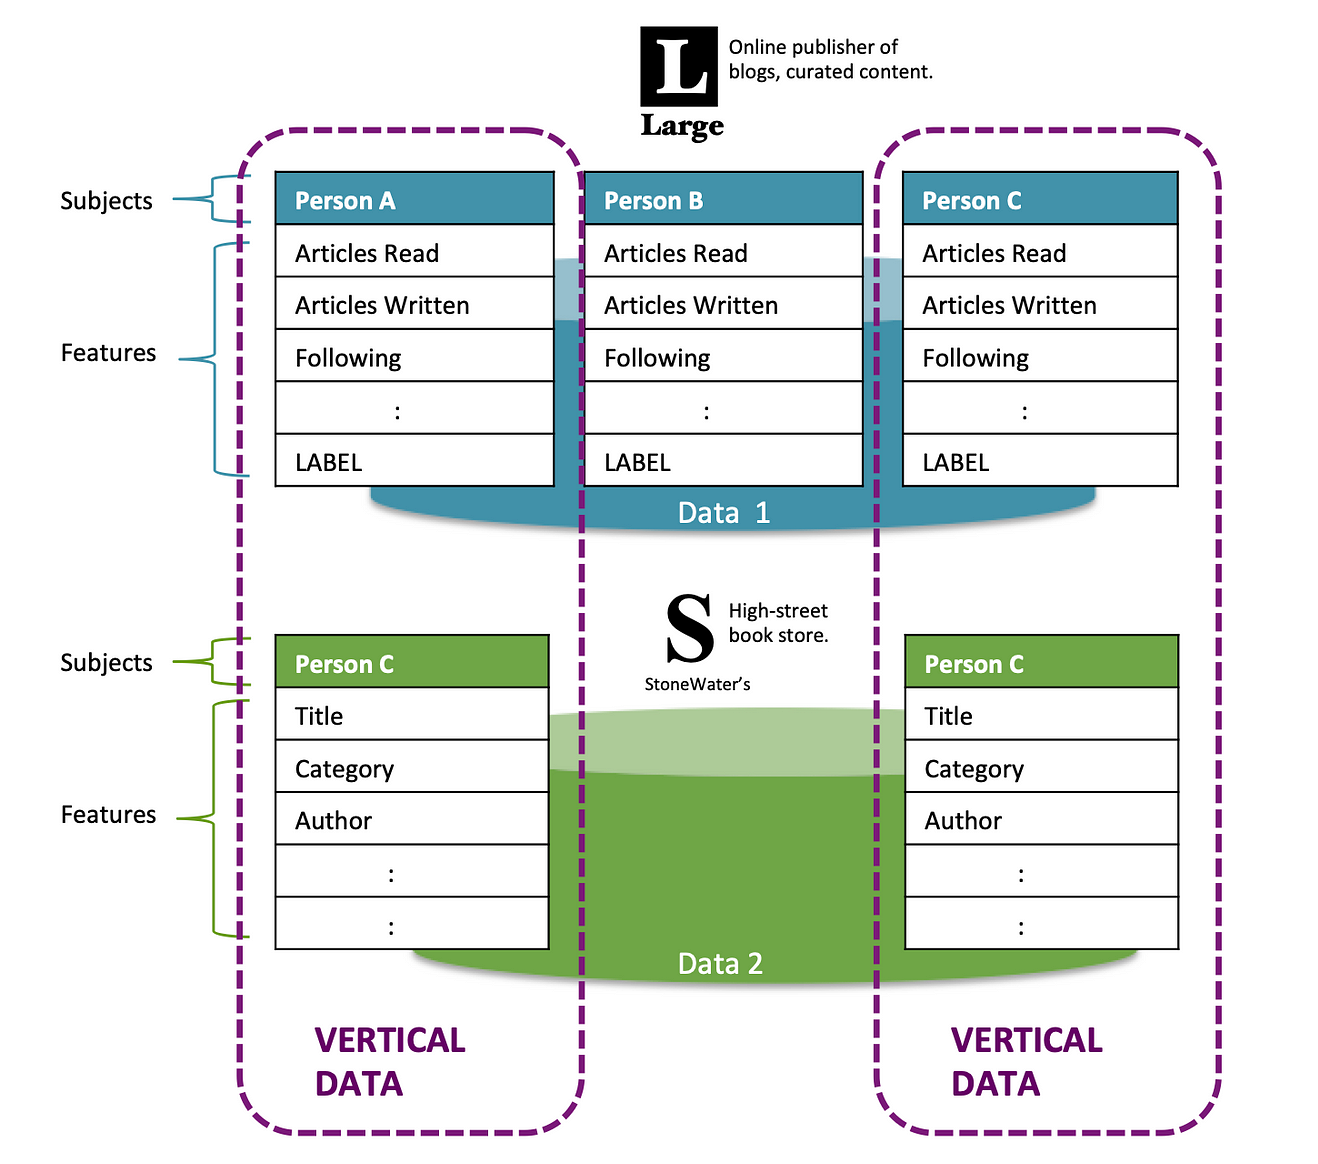 L
Online publisher of
blogs, curated content.
Large
Subjects
Person A
Person B
Person C
Features
Articles Read
Articles Read
Articles Read
Articles Written
Articles Written
Articles Written
Following
Following
Following
:
:
:
LABEL
LABEL
LABEL
Data 1
S
High-street
book store.
StoneWater's
Subjects
Person C
Person C
Features
Title
Title
Category
Category
Author
Author
:
:
:
:
Data 2
VERTICAL
DATA
VERTICAL
DATA